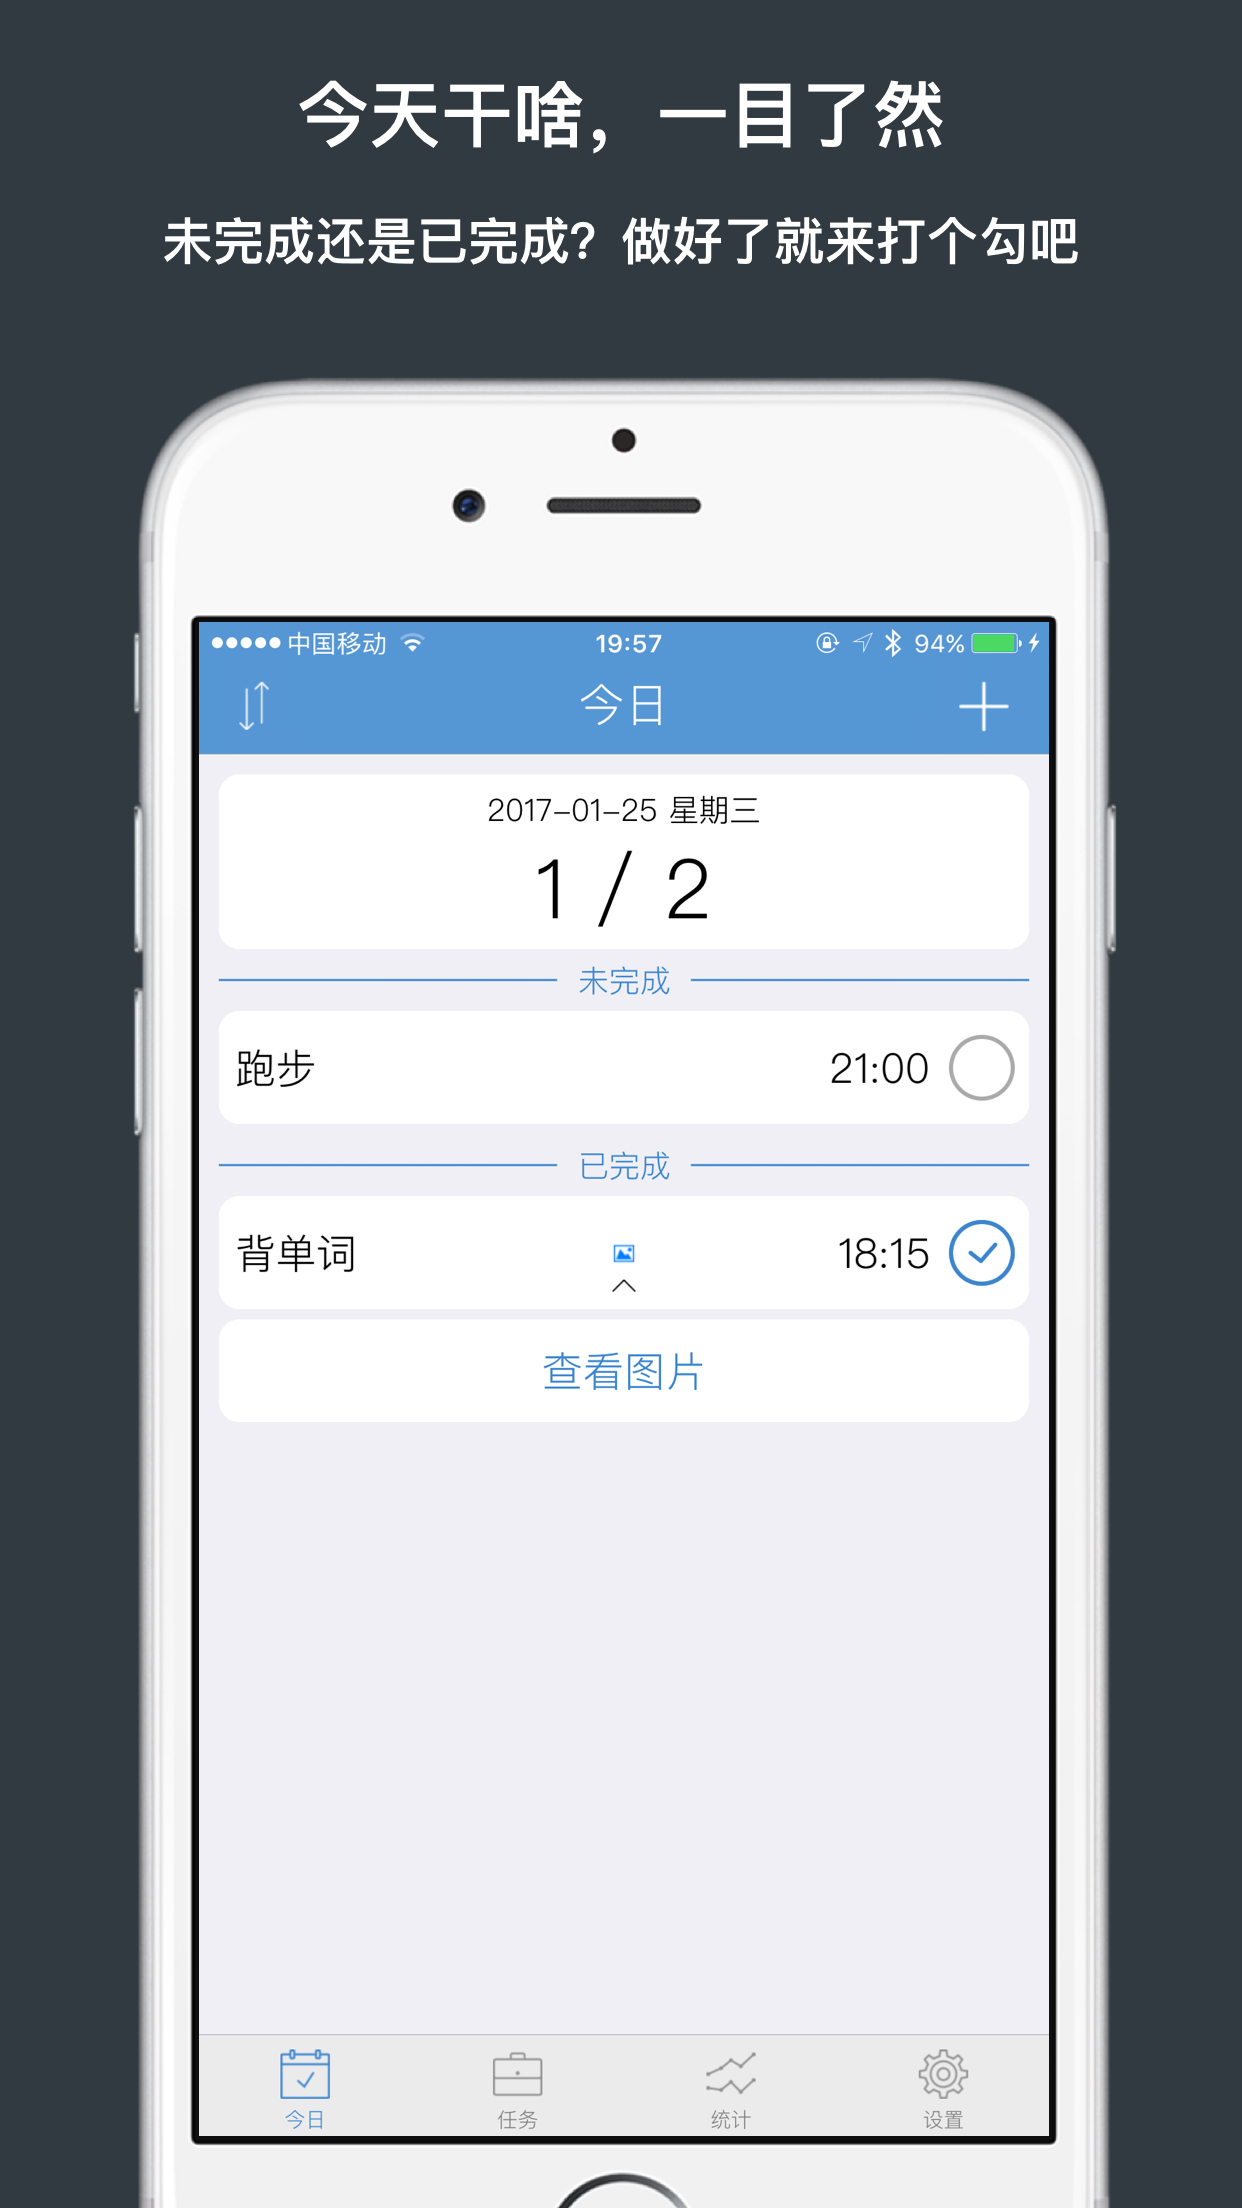 今天干啥，一目了然
未完成还是已完成？做好了就来打个勾吧
中国移动 19:57 94%
今日
2017-01-25 星期三
1 / 2
未完成
跑步 21:00
已完成
背单词 18:15
查看图片
今日 任务 统计 设置